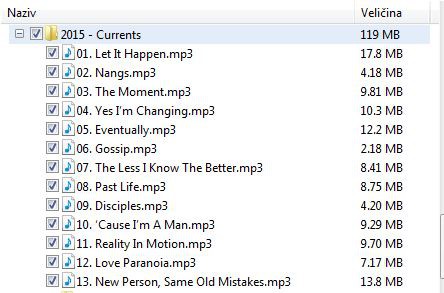 Naziv Veličina
2015 - Currents 119 MB
01. Let It Happen.mp3 17.8 MB
02. Nangs.mp3 4.18 MB
03. The Moment.mp3 9.81 MB
04. Yes I’m Changing.mp3 10.3 MB
05. Eventually.mp3 12.2 MB
06. Gossip.mp3 2.18 MB
07. The Less I Know The Better.mp3 8.41 MB
08. Past Life.mp3 8.75 MB
09. Disciples.mp3 4.20 MB
10. ‘Cause I’m A Man.mp3 9.29 MB
11. Reality In Motion.mp3 9.70 MB
12. Love Paranoia.mp3 7.17 MB
13. New Person, Same Old Mistakes.mp3 13.8 MB